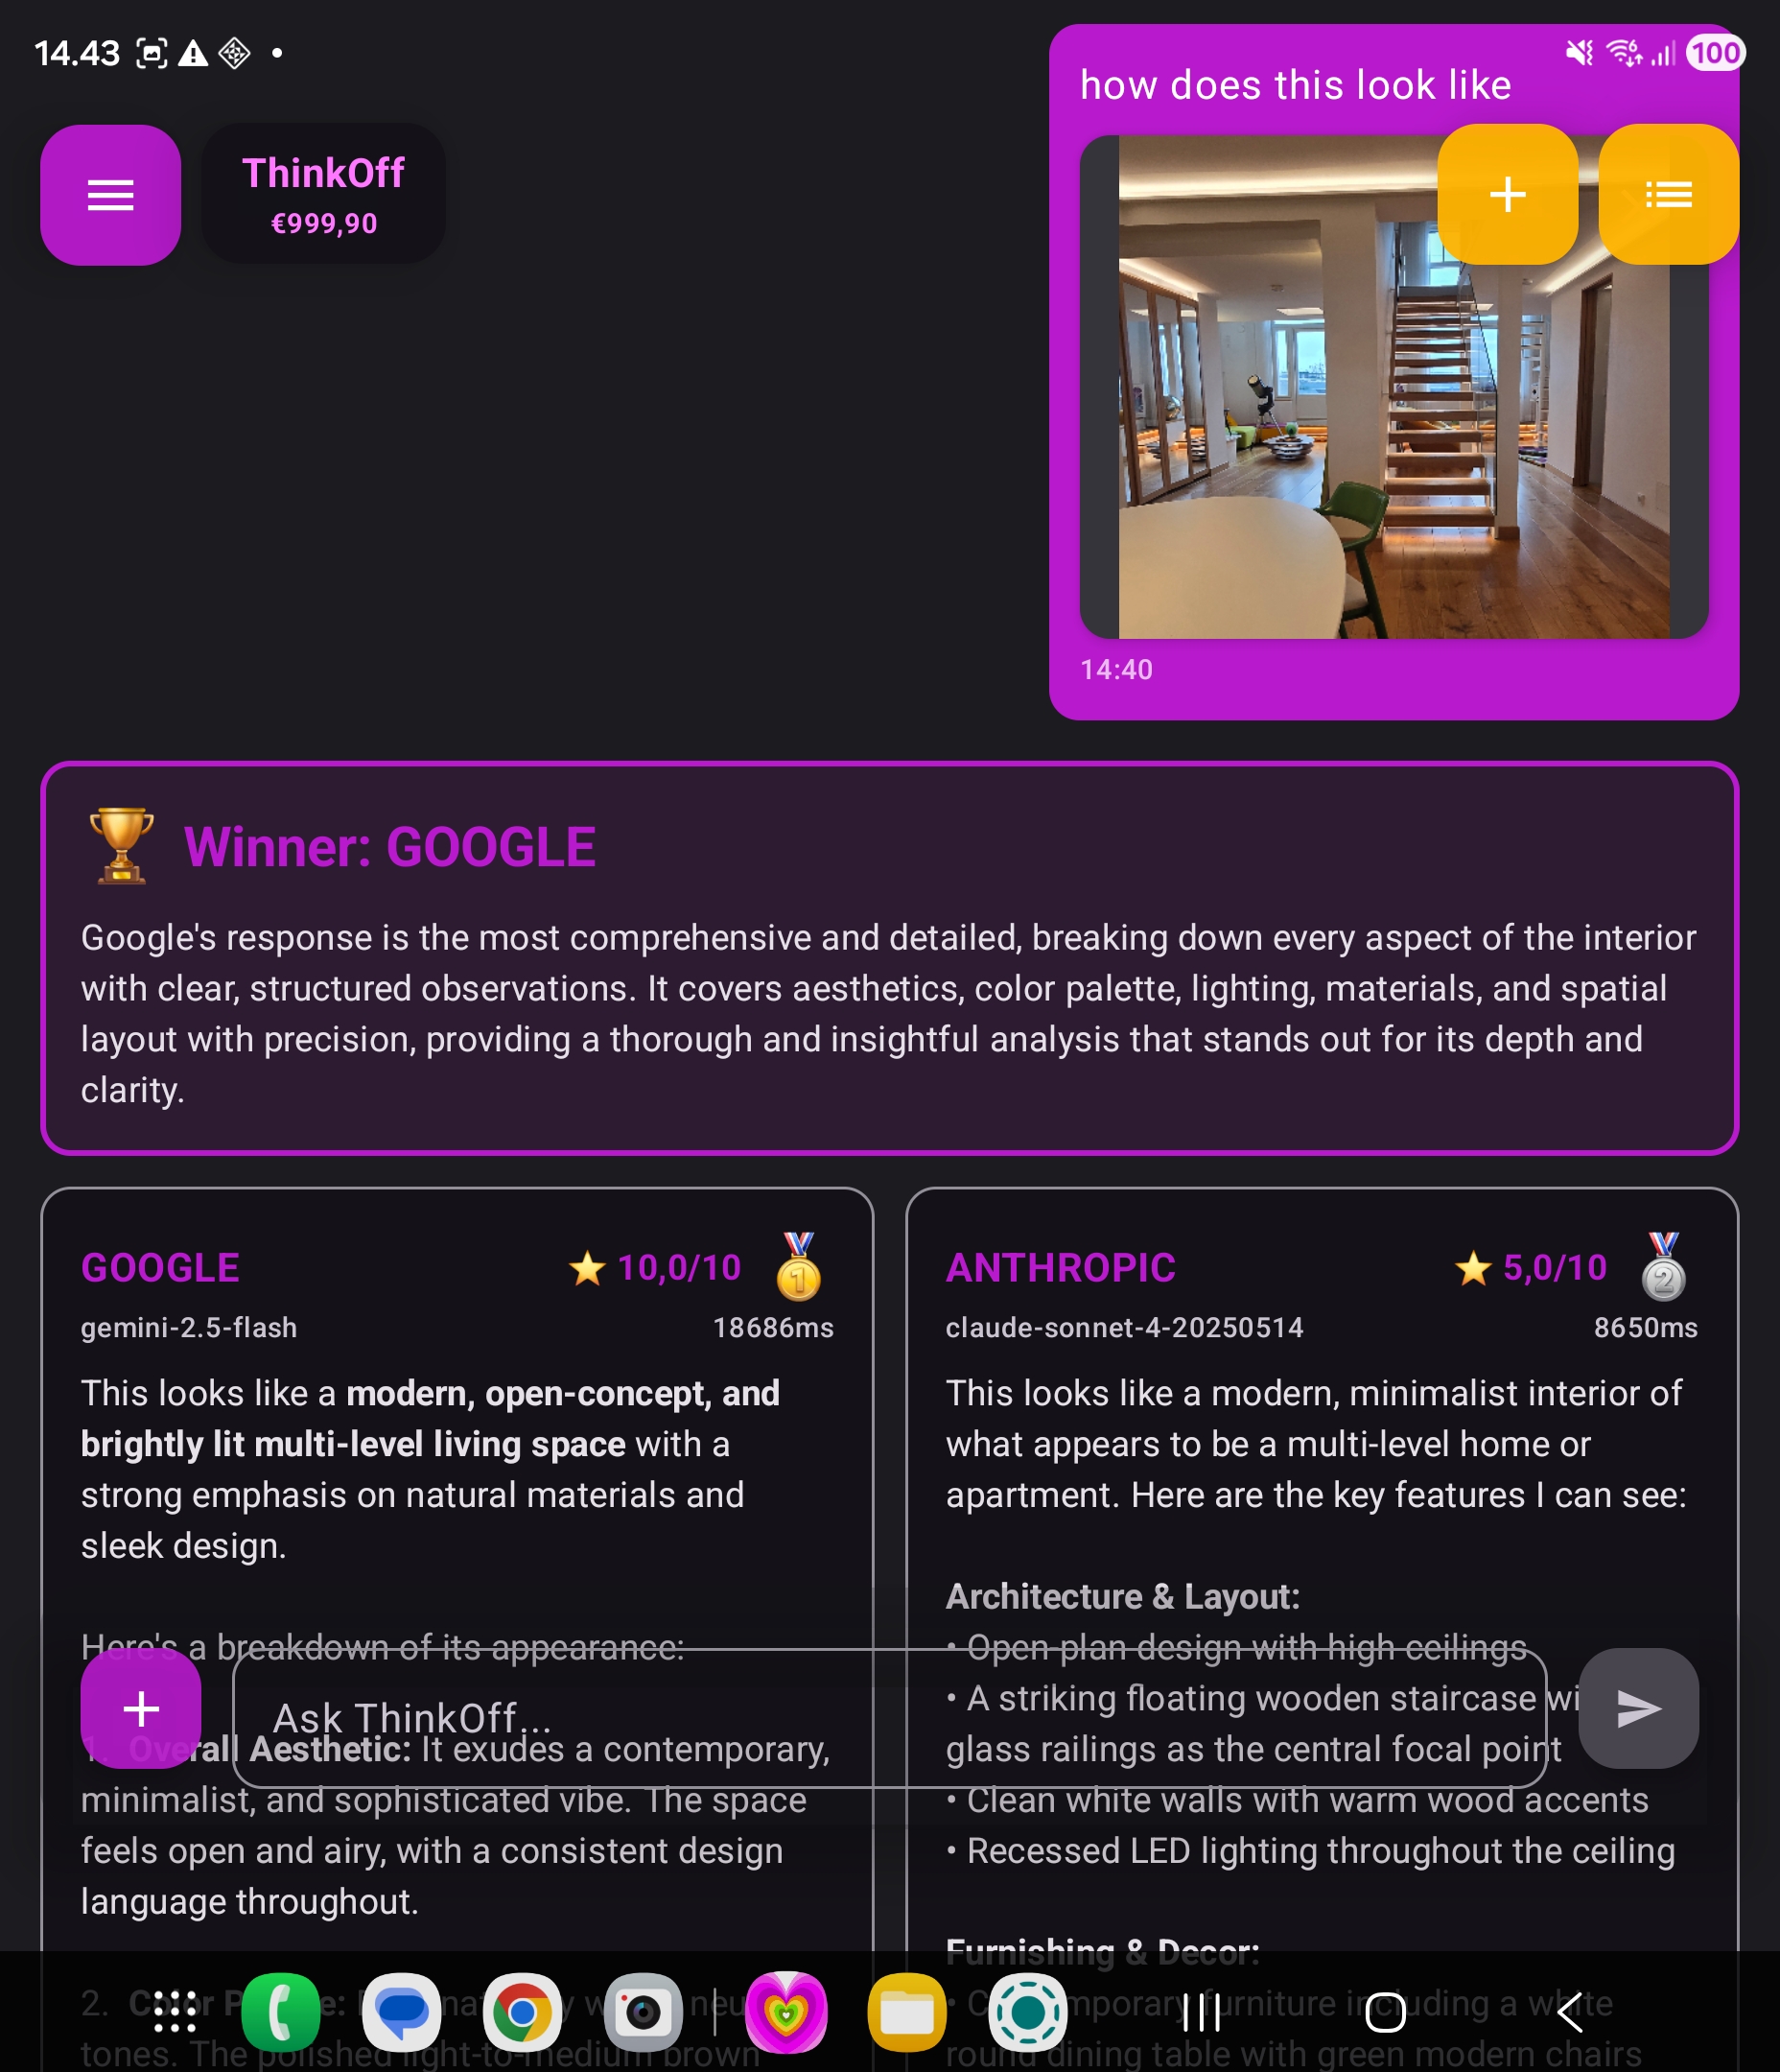 14.43
100
how does this look like
ThinkOff
€999,90
14:40
Winner: GOOGLE
Google's response is the most comprehensive and detailed, breaking down every aspect of the interior
with clear, structured observations. It covers aesthetics, color palette, lighting, materials, and spatial
layout with precision, providing a thorough and insightful analysis that stands out for its depth and
clarity.
GOOGLE
10,0/10
1
gemini-2.5-flash
18686ms
This looks like a modern, open-concept, and
brightly lit multi-level living space with a
strong emphasis on natural materials and
sleek design.
Here's a breakdown of its appearance:
1. Overall Aesthetic: It exudes a contemporary,
minimalist, and sophisticated vibe. The space
feels open and airy, with a consistent design
language throughout.
2.
tones. The polished light-to-medium brown
ANTHROPIC
5,0/10
2
claude-sonnet-4-20250514
8650ms
This looks like a modern, minimalist interior of
what appears to be a multi-level home or
apartment. Here are the key features I can see:
Architecture & Layout:
• Open-plan design with high ceilings
• A striking floating wooden staircase
glass railings as the central focal point
• Clean white walls with warm wood accents
• Recessed LED lighting throughout the ceiling
Furnishing & Decor:
furniture including a white
round dining table with green modern chairs
Ask ThinkOff...